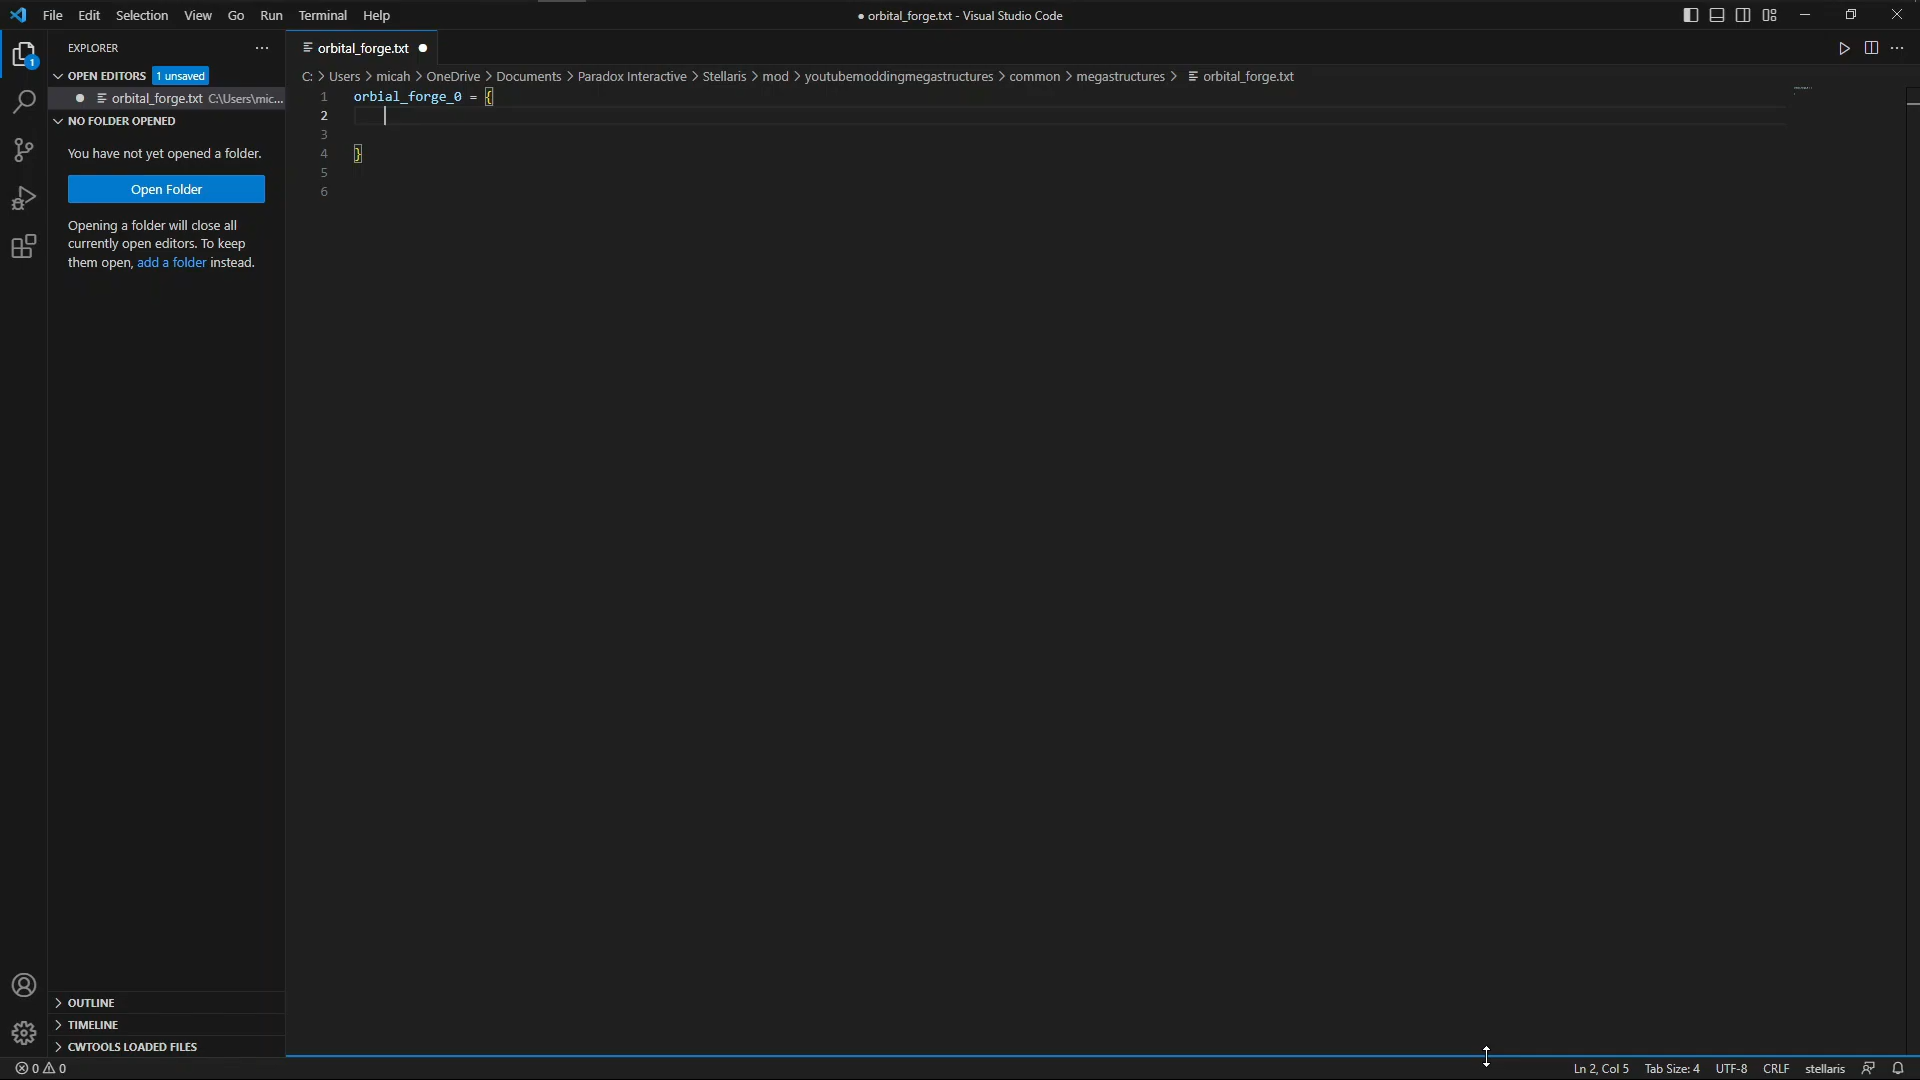 File Edit Selection View Go Run Terminal Help
● orbital_forge.txt - Visual Studio Code
EXPLORER
OPEN EDITORS 1 unsaved
orbital_forge.txt C:\Users\mic...
NO FOLDER OPENED
You have not yet opened a folder.
Open Folder
Opening a folder will close all
currently open editors. To keep
them open, add a folder instead.
OUTLINE
TIMELINE
CWTOOLS LOADED FILES
orbital_forge.txt
C: > Users > micah > OneDrive > Documents > Paradox Interactive > Stellaris > mod > youtubemoddingmegastructures > common > megastructures > orbital_forge.txt
1 orbial_forge_0 = {
2
3
4 }
5
6
1
0 0
Ln 2, Col 5 Tab Size: 4 UTF-8 CRLF stellaris